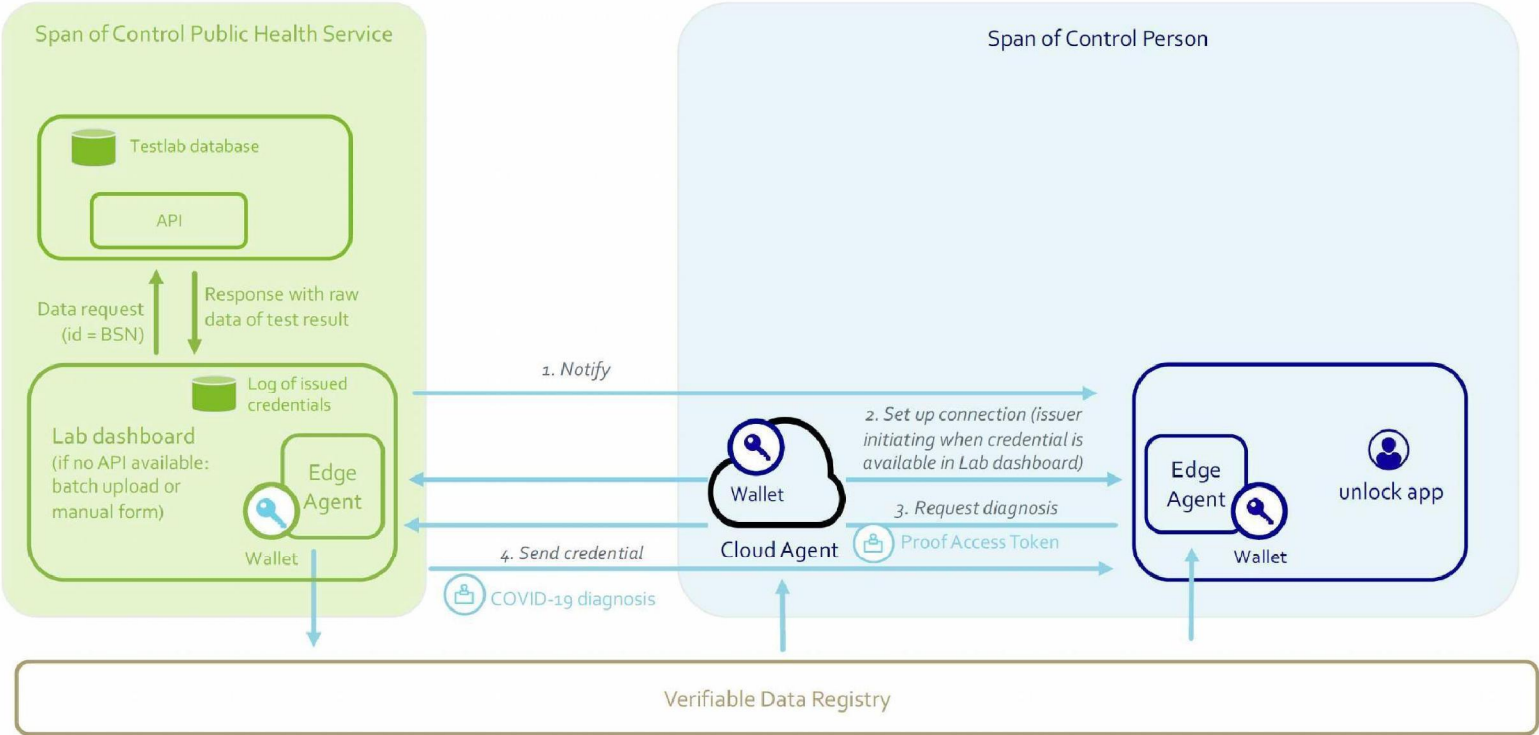 Span of Control Public Health Service
Span of Control Person
Testlab database
API
Data request
(id = BSN)
Response with raw
data of test result
Log of issued
credentials
Lab dashboard
(if no API available:
batch upload or
manual form)
Edge
Agent
Wallet
1. Notify
2. Set up connection (issuer
initiating when credential is
available in Lab dashboard)
Wallet
Cloud Agent
3. Request diagnosis
Proof Access Token
4. Send credential
COVID-19 diagnosis
Edge
Agent
Wallet
unlock app
Verifiable Data Registry